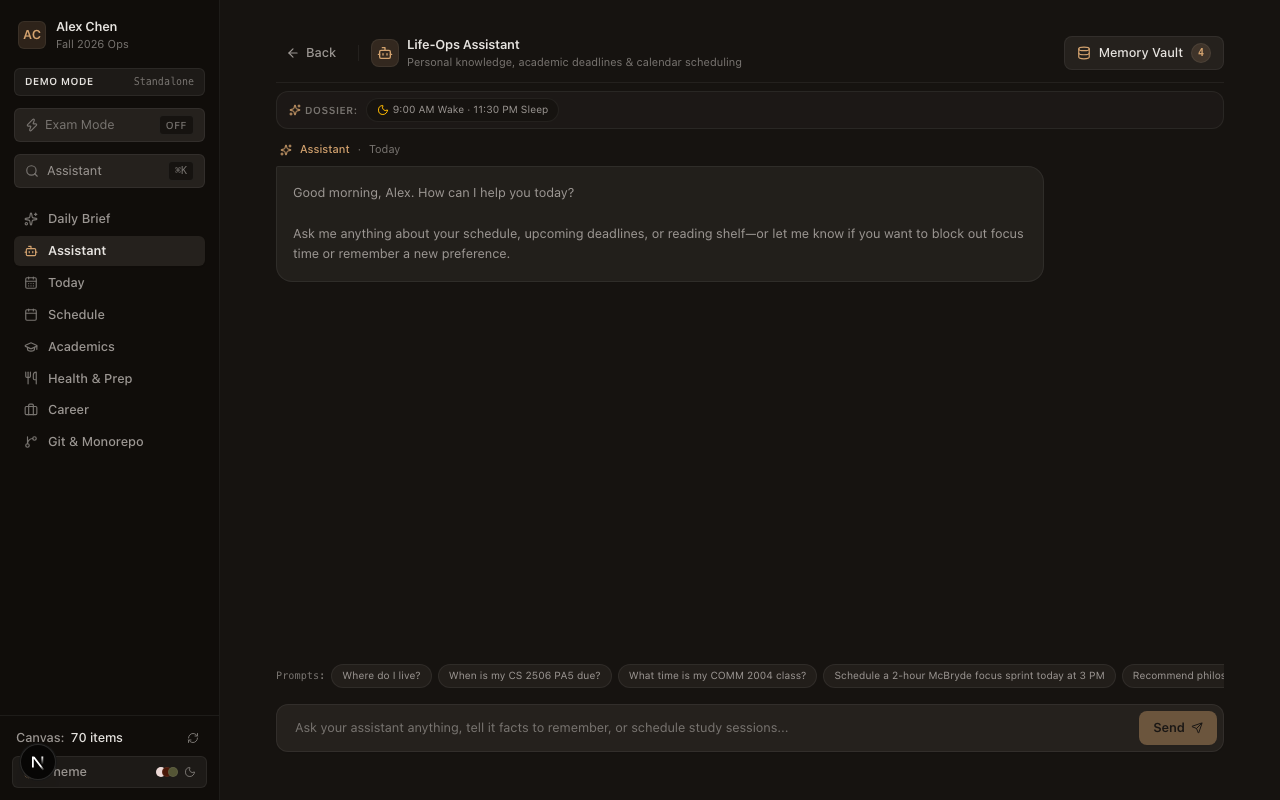 AC
Alex Chen
Fall 2026 Ops
DEMO MODE Standalone
Exam Mode OFF
Assistant ⌘K
Daily Brief
Assistant
Today
Schedule
Academics
Health & Prep
Career
Git & Monorepo
Canvas: 70 items
N
heme
Back
Life-Ops Assistant
Personal knowledge, academic deadlines & calendar scheduling
Memory Vault 4
DOSSIER: 9:00 AM Wake · 11:30 PM Sleep
Assistant · Today
Good morning, Alex. How can I help you today?
Ask me anything about your schedule, upcoming deadlines, or reading shelf—or let me know if you want to block out focus
time or remember a new preference.
Prompts: Where do I live? When is my CS 2506 PA5 due? What time is my COMM 2004 class? Schedule a 2-hour McBryde focus sprint today at 3 PM Recommend philos
Ask your assistant anything, tell it facts to remember, or schedule study sessions...
Send